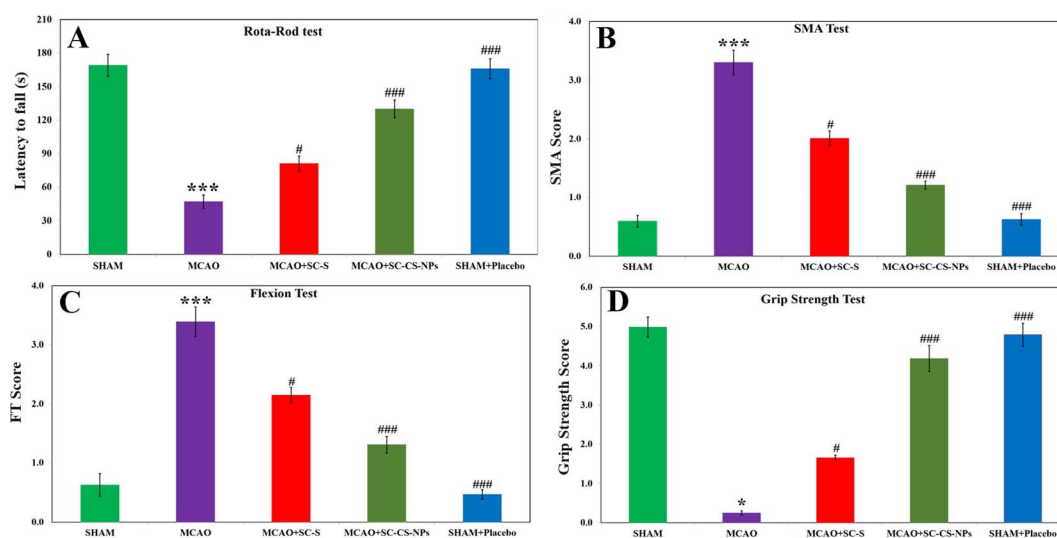 A
Rota-Rod test
Latency to fall (s)
210
180
150
120
90
60
30
0
***
#
###
###
SHAM
MCAO
MCAO+SC-S
MCAO+SC-CS-NPs
SHAM+Placebo
B
SMA Test
SMA Score
4.0
3.0
2.0
1.0
0.0
***
#
###
###
SHAM
MCAO
MCAO+SC-S
MCAO+SC-CS-NPs
SHAM+Placebo
C
Flexion Test
FT Score
4.0
3.0
2.0
1.0
0.0
***
#
###
###
SHAM
MCAO
MCAO+SC-S
MCAO+SC-CS-NPs
SHAM+Placebo
D
Grip Strength Test
Grip Strength Score
6.0
5.0
4.0
3.0
2.0
1.0
0.0
*
#
###
###
SHAM
MCAO
MCAO+SC-S
MCAO+SC-CS-NPs
SHAM+Placebo